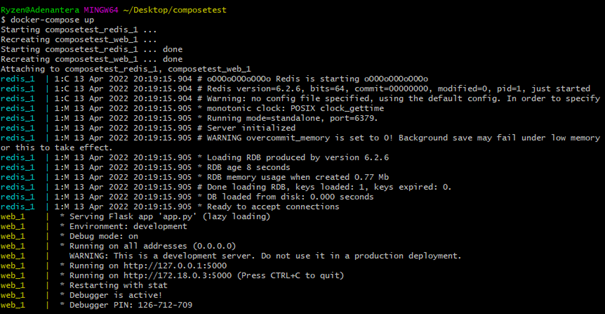 Ryzen@Adenantera MINGW64 ~/Desktop/composetest
$ docker-compose up
Starting composetest_redis_1 ...
Recreating composetest_web_1 ...
Starting composetest_redis_1 ... done
Recreating composetest_web_1 ... done
Attaching to composetest_redis_1, composetest_web_1
redis_1 | 1:C 13 Apr 2022 20:19:15.904 # oO0OoO0OoO0Oo Redis is starting oO0OoO0OoO0Oo
redis_1 | 1:C 13 Apr 2022 20:19:15.904 # Redis version=6.2.6, bits=64, commit=00000000, modified=0, pid=1, just started
redis_1 | 1:C 13 Apr 2022 20:19:15.904 # Warning: no config file specified, using the default config. In order to specify
redis_1 | 1:M 13 Apr 2022 20:19:15.905 * monotonic clock: POSIX clock_gettime
redis_1 | 1:M 13 Apr 2022 20:19:15.905 * Running mode=standalone, port=6379.
redis_1 | 1:M 13 Apr 2022 20:19:15.905 # Server initialized
redis_1 | 1:M 13 Apr 2022 20:19:15.905 # WARNING overcommit_memory is set to 0! Background save may fail under low memory
or this to take effect.
redis_1 | 1:M 13 Apr 2022 20:19:15.905 * Loading RDB produced by version 6.2.6
redis_1 | 1:M 13 Apr 2022 20:19:15.905 * RDB age 8 seconds
redis_1 | 1:M 13 Apr 2022 20:19:15.905 * RDB memory usage when created 0.77 Mb
redis_1 | 1:M 13 Apr 2022 20:19:15.905 # Done loading RDB, keys loaded: 1, keys expired: 0.
redis_1 | 1:M 13 Apr 2022 20:19:15.905 * DB loaded from disk: 0.000 seconds
redis_1 | 1:M 13 Apr 2022 20:19:15.905 * Ready to accept connections
web_1 | * Serving Flask app 'app.py' (lazy loading)
web_1 | * Environment: development
web_1 | * Debug mode: on
web_1 | * Running on all addresses (0.0.0.0)
web_1 | WARNING: This is a development server. Do not use it in a production deployment.
web_1 | * Running on http://127.0.0.1:5000
web_1 | * Running on http://172.18.0.3:5000 (Press CTRL+C to quit)
web_1 | * Restarting with stat
web_1 | * Debugger is active!
web_1 | * Debugger PIN: 126-712-709